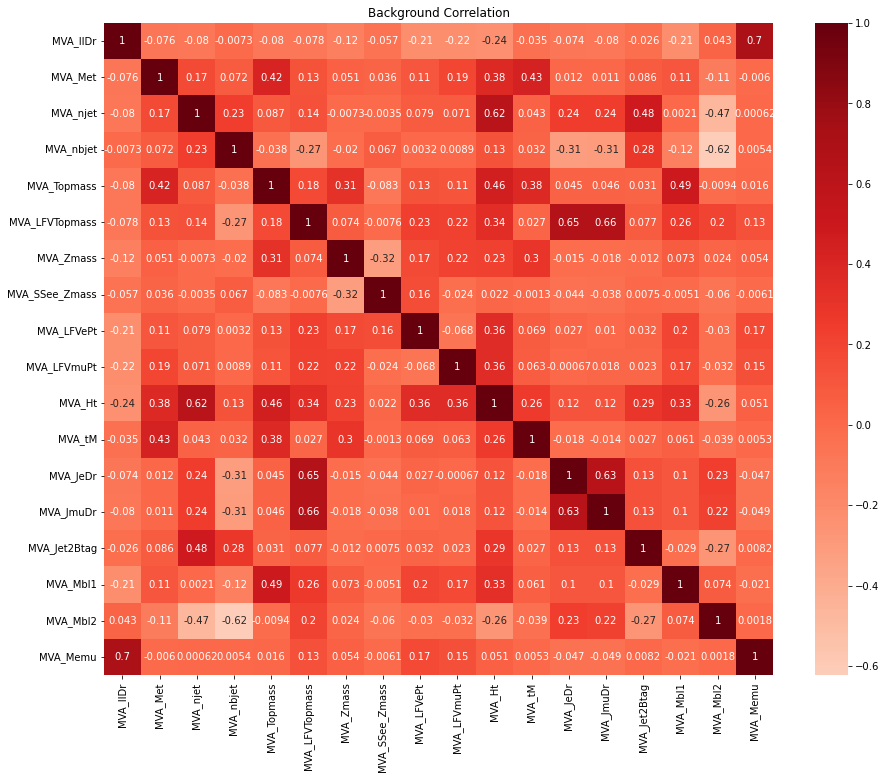 Background Correlation
MVA_llDr 1 -0.076 -0.08 -0.0073 -0.08 -0.078 -0.12 -0.057 -0.21 -0.22 -0.24 -0.035 -0.074 -0.08 -0.026 -0.21 0.043 0.7
MVA_Met -0.076 1 0.17 0.072 0.42 0.13 0.051 0.036 0.11 0.19 0.38 0.43 0.012 0.011 0.086 0.11 -0.11 -0.006
MVA_njet -0.08 0.17 1 0.23 0.087 0.14 -0.0073 -0.0035 0.079 0.071 0.62 0.043 0.24 0.24 0.48 0.0021 -0.47 0.00062
MVA_nbjet -0.0073 0.072 0.23 1 -0.038 -0.27 -0.02 0.067 0.0032 0.0089 0.13 0.032 -0.31 -0.31 0.28 -0.12 -0.62 0.0054
MVA_Topmass -0.08 0.42 0.087 -0.038 1 0.18 0.31 -0.083 0.13 0.11 0.46 0.38 0.045 0.046 0.031 0.49 -0.0094 0.016
MVA_LFVTopmass -0.078 0.13 0.14 -0.27 0.18 1 0.074 -0.0076 0.23 0.22 0.34 0.027 0.65 0.66 0.077 0.26 0.2 0.13
MVA_Zmass -0.12 0.051 -0.0073 -0.02 0.31 0.074 1 -0.32 0.17 0.22 0.23 0.3 -0.015 -0.018 -0.012 0.073 0.024 0.054
MVA_SSee_Zmass -0.057 0.036 -0.0035 0.067 -0.083 -0.0076 -0.32 1 0.16 -0.024 0.022 -0.0013 -0.044 -0.038 0.0075 -0.0051 -0.06 -0.0061
MVA_LFVePt -0.21 0.11 0.079 0.0032 0.13 0.23 0.17 0.16 1 -0.068 0.36 0.069 0.027 0.01 0.032 0.2 -0.03 0.17
MVA_LFVmuPt -0.22 0.19 0.071 0.0089 0.11 0.22 0.22 -0.024 -0.068 1 0.36 0.063 -0.00067 0.018 0.023 0.17 -0.032 0.15
MVA_Ht -0.24 0.38 0.62 0.13 0.46 0.34 0.23 0.022 0.36 0.36 1 0.26 0.12 0.12 0.29 0.33 -0.26 0.051
MVA_tM -0.035 0.43 0.043 0.032 0.38 0.027 0.3 -0.0013 0.069 0.063 0.26 1 -0.018 -0.014 0.027 0.061 -0.039 0.0053
MVA_JeDr -0.074 0.012 0.24 -0.31 0.045 0.65 -0.015 -0.044 0.027 -0.00067 0.12 -0.018 1 0.63 0.13 0.1 0.23 -0.047
MVA_JmuDr -0.08 0.011 0.24 -0.31 0.046 0.66 -0.018 -0.038 0.01 0.018 0.12 -0.014 0.63 1 0.13 0.1 0.22 -0.049
MVA_Jet2Btag -0.026 0.086 0.48 0.28 0.031 0.077 -0.012 0.0075 0.032 0.023 0.29 0.027 0.13 0.13 1 -0.029 -0.27 0.0082
MVA_Mbl1 -0.21 0.11 0.0021 -0.12 0.49 0.26 0.073 -0.0051 0.2 0.17 0.33 0.061 0.1 0.1 -0.029 1 0.074 -0.021
MVA_Mbl2 0.043 -0.11 -0.47 -0.62 -0.0094 0.2 0.024 -0.06 -0.03 -0.032 -0.26 -0.039 0.23 0.22 -0.27 0.074 1 0.0018
MVA_Memu 0.7 -0.006 0.00062 0.0054 0.016 0.13 0.054 -0.0061 0.17 0.15 0.051 0.0053 -0.047 -0.049 0.0082 -0.021 0.0018 1
MVA_llDr
MVA_Met
MVA_njet
MVA_nbjet
MVA_Topmass
MVA_LFVTopmass
MVA_Zmass
MVA_SSee_Zmass
MVA_LFVePt
MVA_LFVmuPt
MVA_Ht
MVA_tM
MVA_JeDr
MVA_JmuDr
MVA_Jet2Btag
MVA_Mbl1
MVA_Mbl2
MVA_Memu
1.0
0.8
0.6
0.4
0.2
0.0
−0.2
−0.4
−0.6